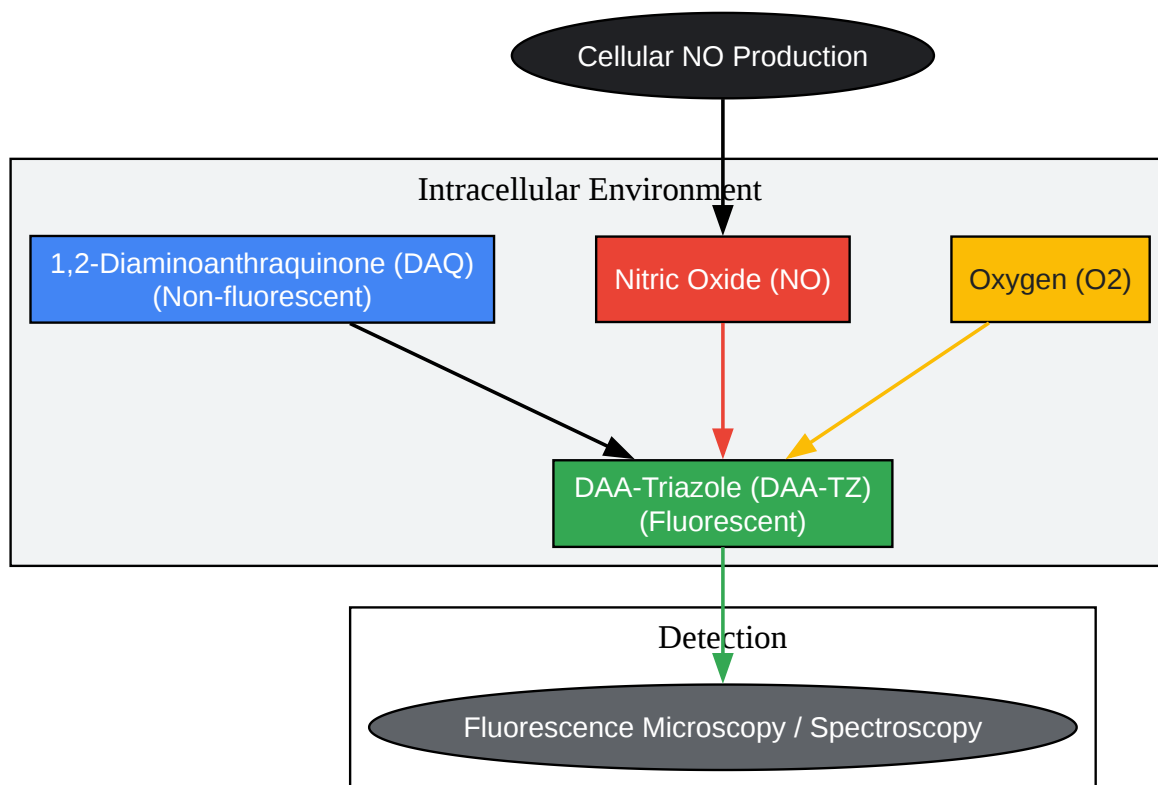 Cellular NO Production
Intracellular Environment
1,2-Diaminoanthraquinone (DAQ)
(Non-fluorescent)
Nitric Oxide (NO)
Oxygen (O2)
DAA-Triazole (DAA-TZ)
(Fluorescent)
Detection
Fluorescence Microscopy / Spectroscopy